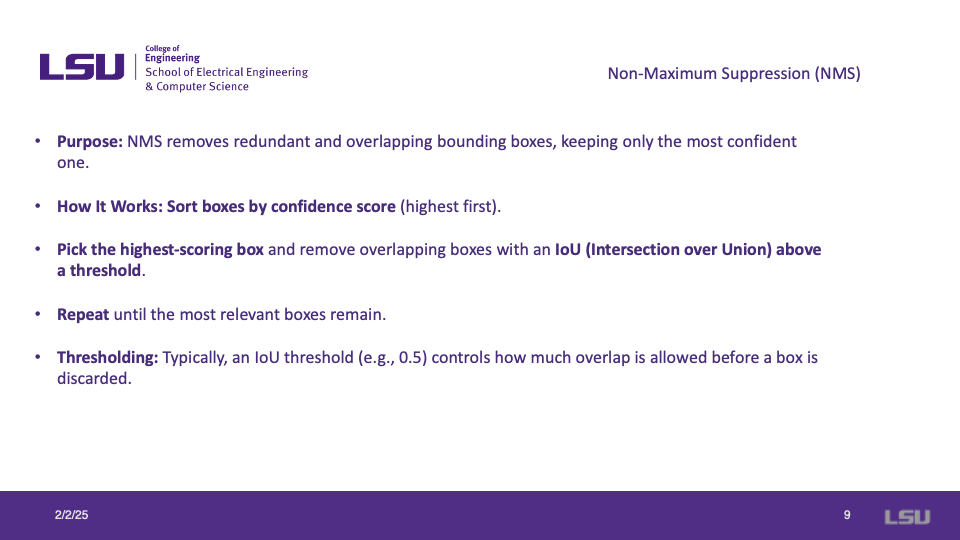 LSU
College of
Engineering
School of Electrical Engineering
& Computer Science
Non-Maximum Suppression (NMS)
• Purpose: NMS removes redundant and overlapping bounding boxes, keeping only the most confident
one.
• How It Works: Sort boxes by confidence score (highest first).
• Pick the highest-scoring box and remove overlapping boxes with an IoU (Intersection over Union) above
a threshold.
• Repeat until the most relevant boxes remain.
• Thresholding: Typically, an IoU threshold (e.g., 0.5) controls how much overlap is allowed before a box is
discarded.
2/2/25
9
LSU